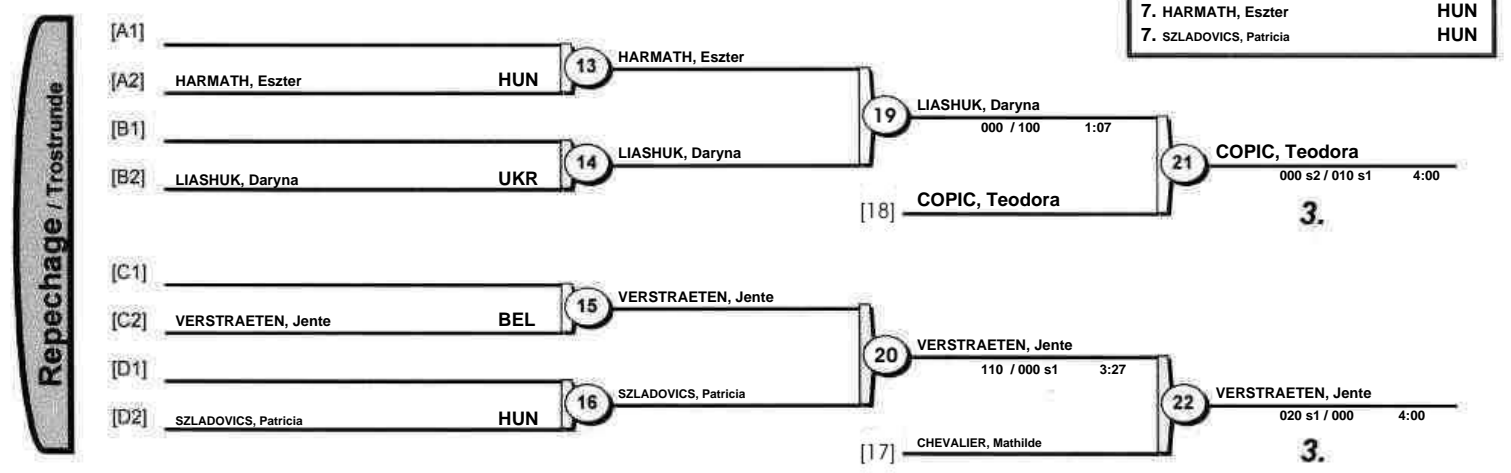 7. HARMATH, Eszter HUN
7. SZLADOVICS, Patricia HUN
Repechage / Trostrunde
[A1]
13 HARMATH, Eszter
[A2] HARMATH, Eszter HUN
19 LIASHUK, Daryna
000 / 100 1:07
[B1]
14 LIASHUK, Daryna
[B2] LIASHUK, Daryna UKR
21 COPIC, Teodora
000 s2 / 010 s1 4:00
[18] COPIC, Teodora
3.
[C1]
15 VERSTRAETEN, Jente
[C2] VERSTRAETEN, Jente BEL
20 VERSTRAETEN, Jente
110 / 000 s1 3:27
[D1]
16 SZLADOVICS, Patricia
[D2] SZLADOVICS, Patricia HUN
22 VERSTRAETEN, Jente
020 s1 / 000 4:00
[17] CHEVALIER, Mathilde
3.